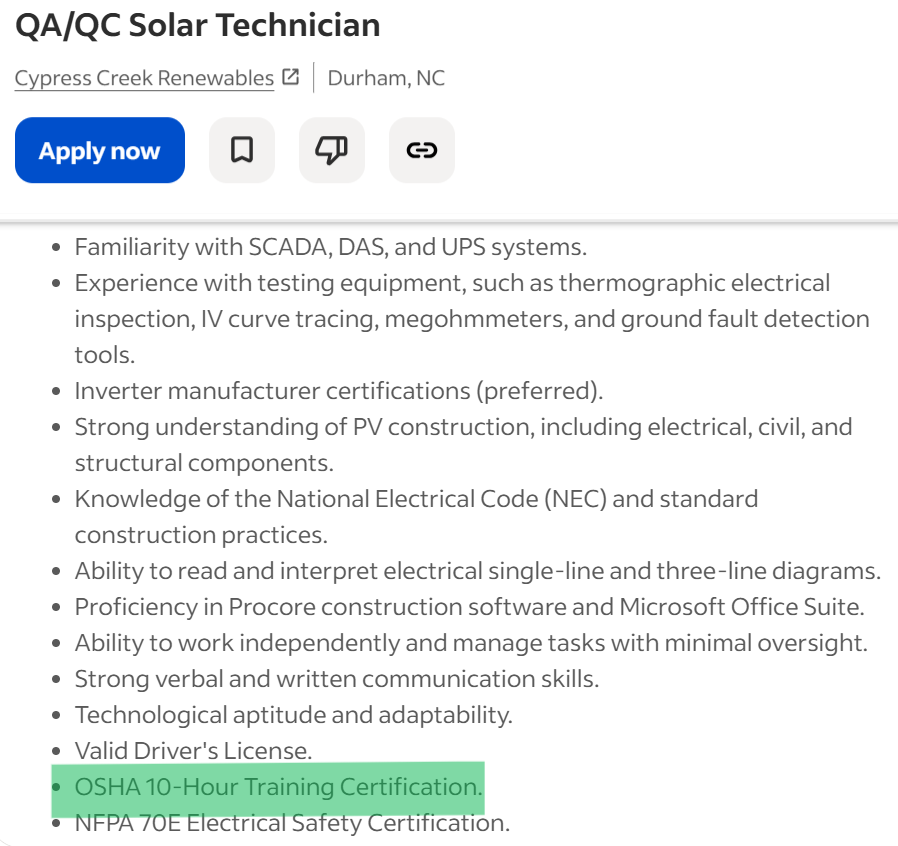 QA/QC Solar Technician
Cypress Creek Renewables Durham, NC
Apply now
• Familiarity with SCADA, DAS, and UPS systems.
• Experience with testing equipment, such as thermographic electrical
inspection, IV curve tracing, megohmmeters, and ground fault detection
tools.
• Inverter manufacturer certifications (preferred).
• Strong understanding of PV construction, including electrical, civil, and
structural components.
• Knowledge of the National Electrical Code (NEC) and standard
construction practices.
• Ability to read and interpret electrical single-line and three-line diagrams.
• Proficiency in Procore construction software and Microsoft Office Suite.
• Ability to work independently and manage tasks with minimal oversight.
• Strong verbal and written communication skills.
• Technological aptitude and adaptability.
• Valid Driver's License.
• OSHA 10-Hour Training Certification.
• NFPA 70E Electrical Safety Certification.